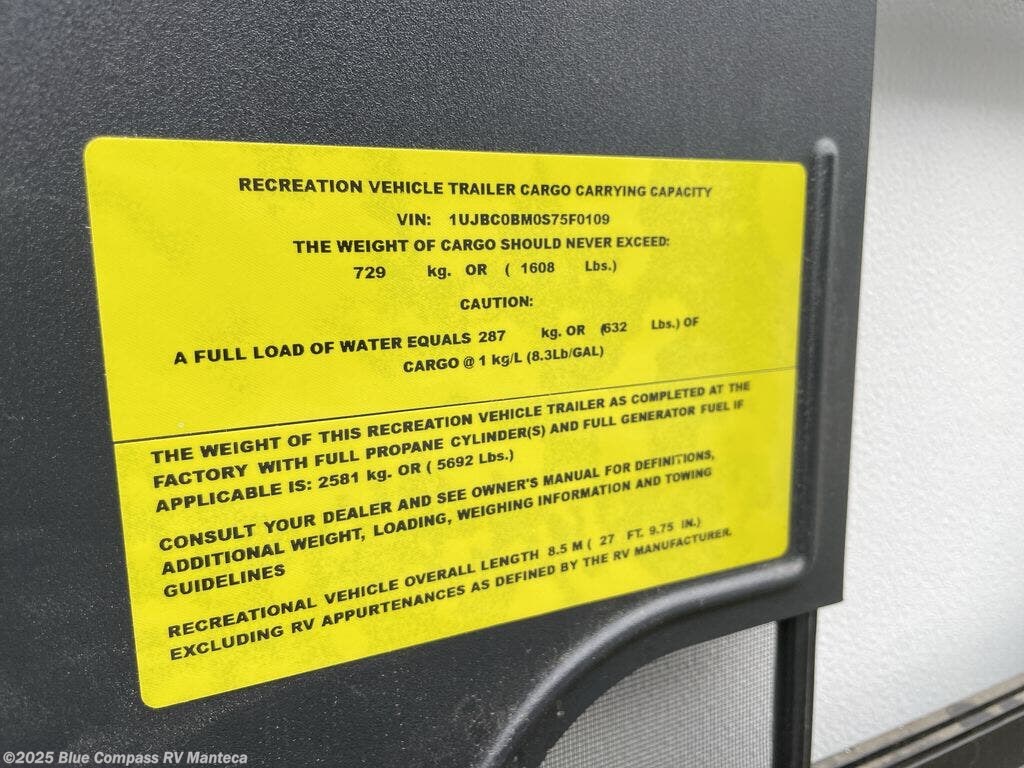 RECREATION VEHICLE TRAILER CARGO CARRYING CAPACITY
VIN: 1UJBC0BM0S75F0109
THE WEIGHT OF CARGO SHOULD NEVER EXCEED:
729 kg. OR ( 1608 Lbs.)
CAUTION:
A FULL LOAD OF WATER EQUALS 287 kg. OR (632 Lbs.) OF
CARGO @ 1 kg/L (8.3Lb/GAL)
THE WEIGHT OF THIS RECREATION VEHICLE TRAILER AS COMPLETED AT THE
FACTORY WITH FULL PROPANE CYLINDER(S) AND FULL GENERATOR FUEL IF
APPLICABLE IS: 2581 kg. OR ( 5692 Lbs.)
CONSULT YOUR DEALER AND SEE OWNER'S MANUAL FOR DEFINITIONS,
ADDITIONAL WEIGHT, LOADING, WEIGHING INFORMATION AND TOWING
GUIDELINES
RECREATIONAL VEHICLE OVERALL LENGTH 8.5 M ( 27 FT. 9.75 IN.)
EXCLUDING RV APPURTENANCES AS DEFINED BY THE RV MANUFACTURER.
©2025 Blue Compass RV Manteca